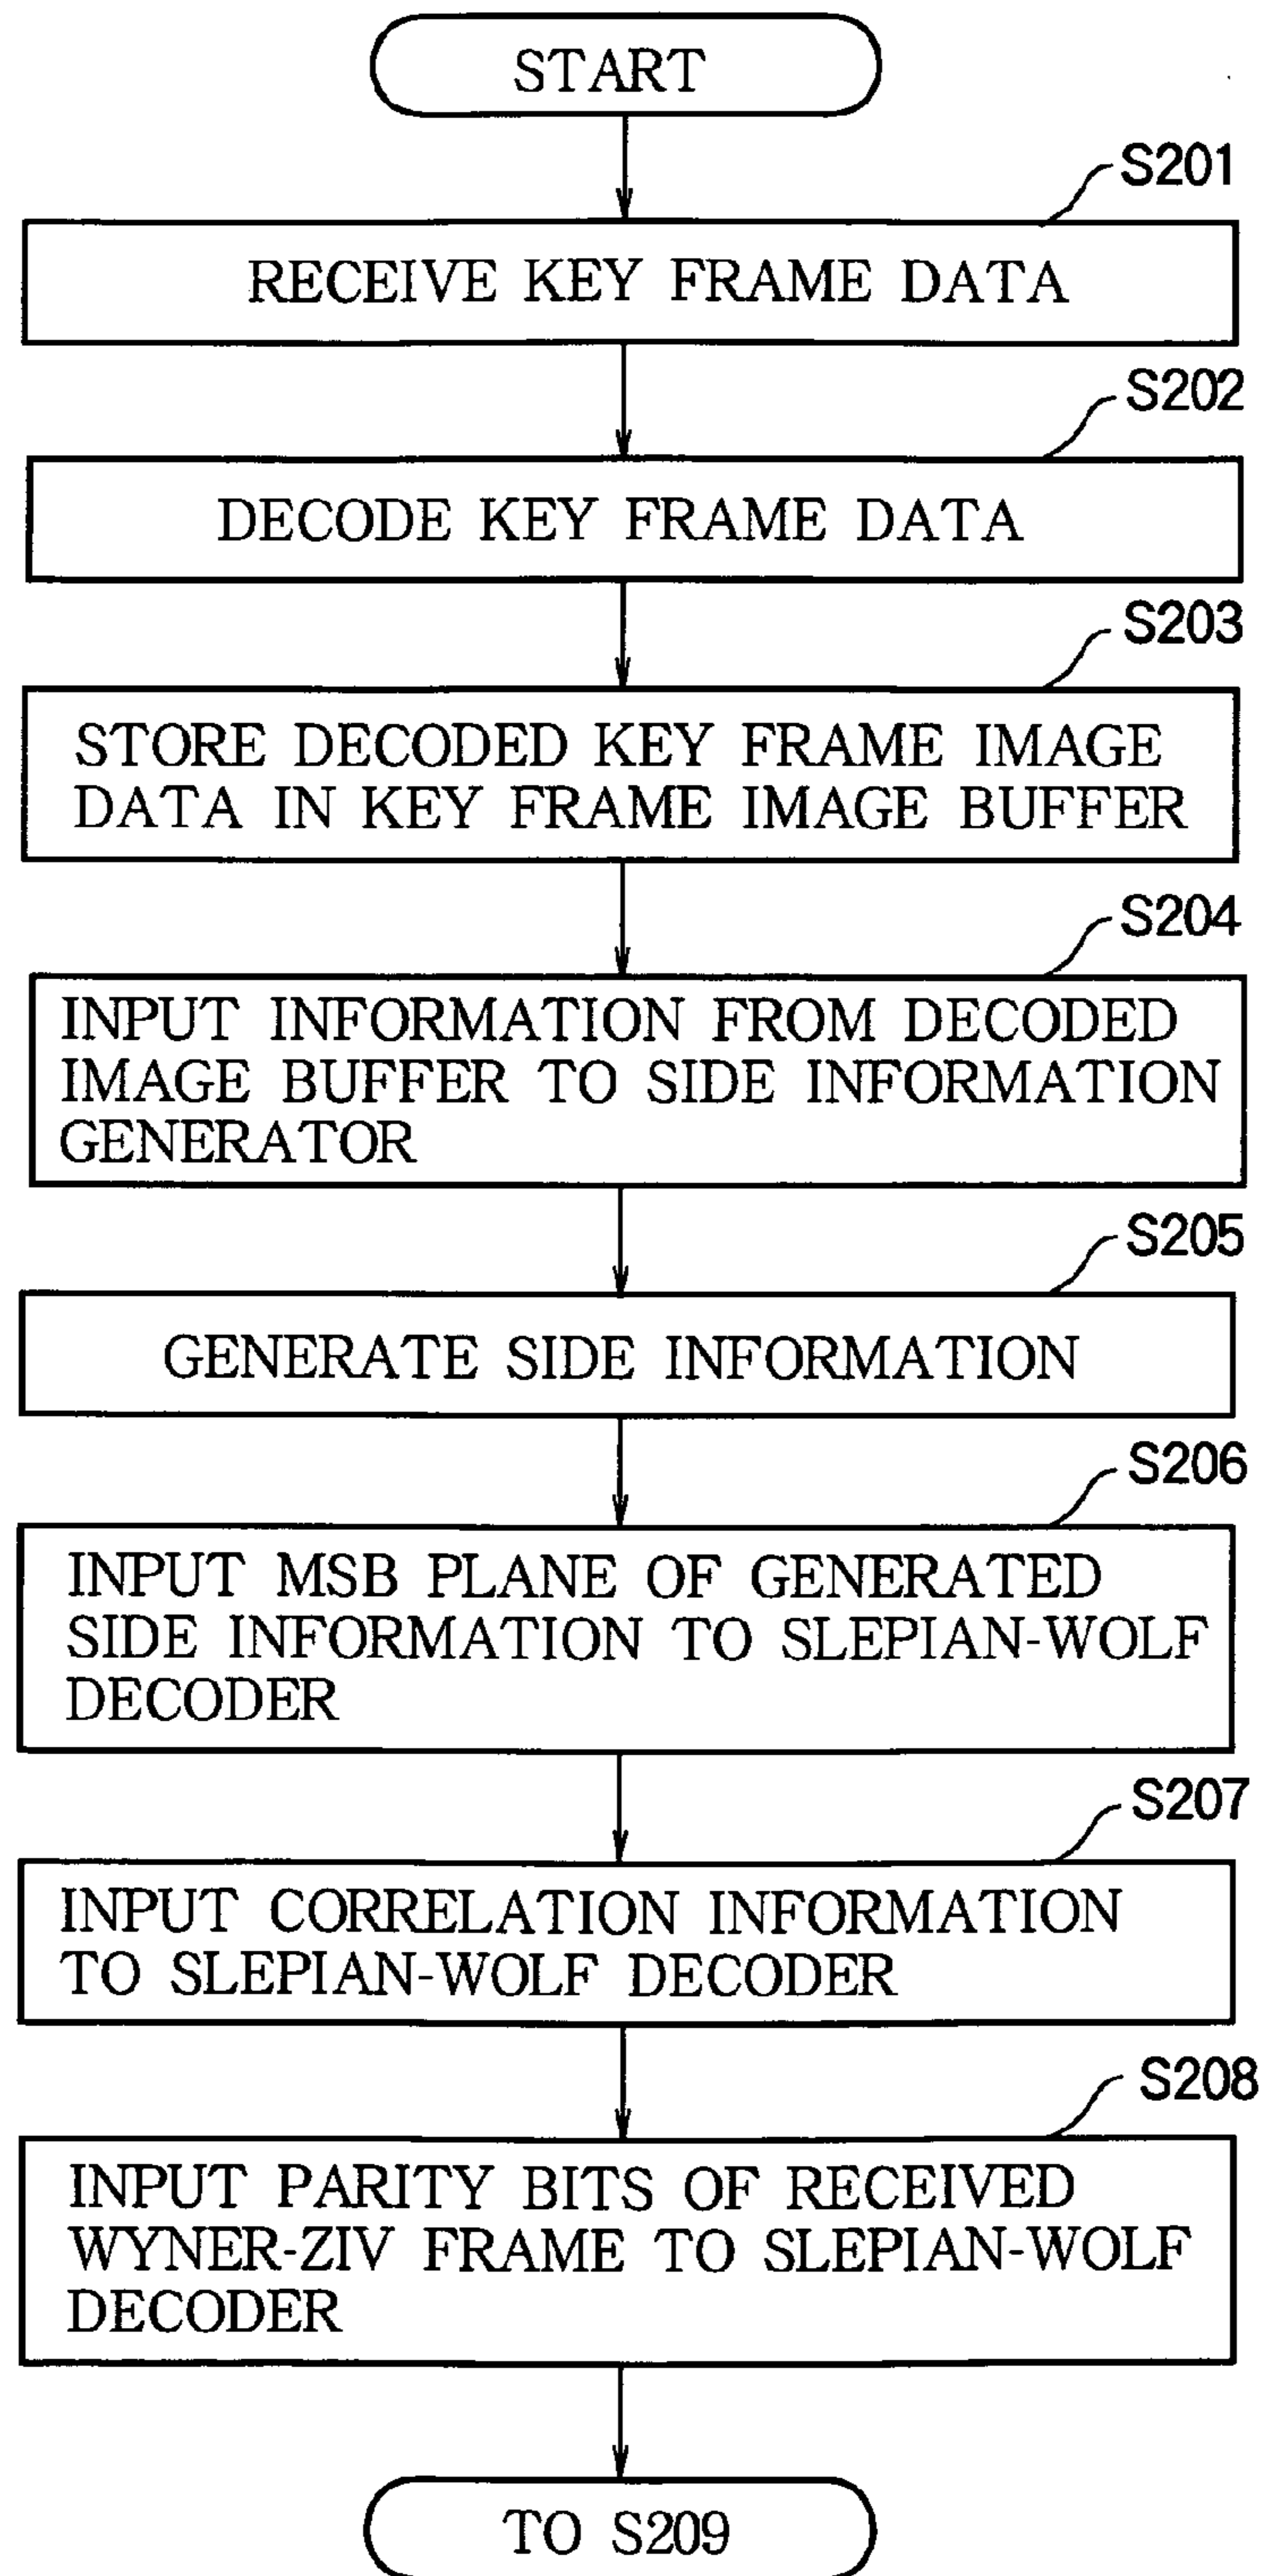 START
S201
RECEIVE KEY FRAME DATA
S202
DECODE KEY FRAME DATA
S203
STORE DECODED KEY FRAME IMAGE
DATA IN KEY FRAME IMAGE BUFFER
S204
INPUT INFORMATION FROM DECODED
IMAGE BUFFER TO SIDE INFORMATION
GENERATOR
S205
GENERATE SIDE INFORMATION
S206
INPUT MSB PLANE OF GENERATED
SIDE INFORMATION TO SLEPIAN-WOLF
DECODER
S207
INPUT CORRELATION INFORMATION
TO SLEPIAN-WOLF DECODER
S208
INPUT PARITY BITS OF RECEIVED
WYNER-ZIV FRAME TO SLEPIAN-WOLF
DECODER
TO S209